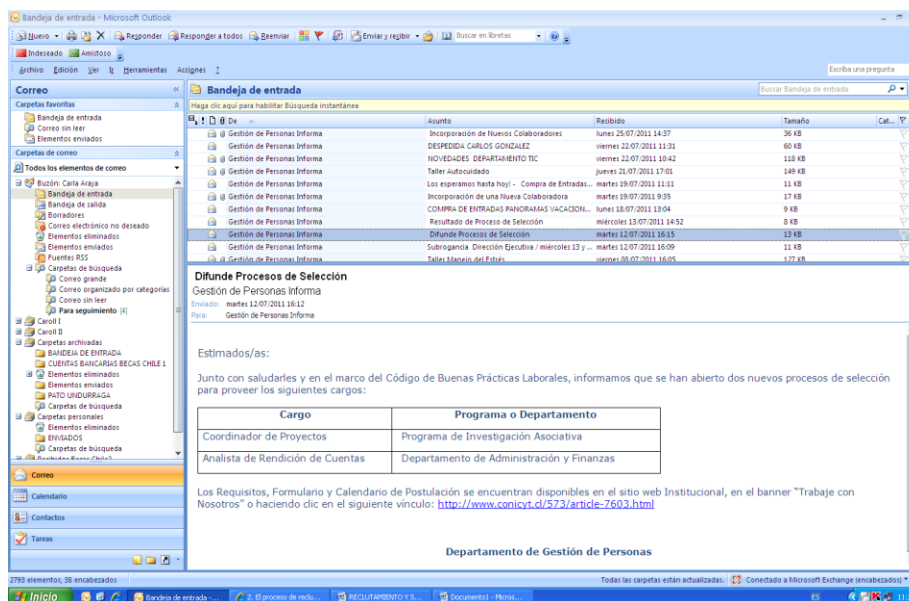 Bandeja de entrada - Microsoft Outlook
Nuevo Responder Responder a todos Reenviar Enviar y recibir Buscar en libretas
Indeseado Amistoso
Archivo Edición Ver Ir Herramientas Acciones ? Escriba una pregunta
Correo «
Carpetas favoritas
Bandeja de entrada
Correo sin leer
Elementos enviados
Carpetas de correo
Todos los elementos de correo
Buzón: Carla Araya
Bandeja de entrada
Bandeja de salida
Borradores
Correo electrónico no deseado
Elementos eliminados
Elementos enviados
Fuentes RSS
Carpetas de búsqueda
Correo grande
Correo organizado por categorías
Correo sin leer
Para seguimiento [4]
Caroll I
Caroll II
Carpetas archivadas
BANDEJA DE ENTRADA
CUENTAS BANCARIAS BECAS CHILE 1
Elementos eliminados
Elementos enviados
PATO UNDURRAGA
Carpetas de búsqueda
Carpetas personales
Elementos eliminados
ENVIADOS
Carpetas de búsqueda
Correo
Calendario
Contactos
Tareas
Bandeja de entrada Buscar Bandeja de entrada
Haga clic aquí para habilitar Búsqueda instantánea
De Asunto Recibido Tamaño Cat...
Gestión de Personas Informa Incorporación de Nuevos Colaboradores lunes 25/07/2011 14:37 36 KB
Gestión de Personas Informa DESPEDIDA CARLOS GONZALEZ viernes 22/07/2011 11:31 60 KB
Gestión de Personas Informa NOVEDADES DEPARTAMENTO TIC viernes 22/07/2011 10:42 118 KB
Gestión de Personas Informa Taller Autocuidado jueves 21/07/2011 17:01 149 KB
Gestión de Personas Informa Los esperamos hasta hoy! - Compra de Entradas... martes 19/07/2011 11:11 11 KB
Gestión de Personas Informa Incorporación de una Nueva Colaboradora martes 19/07/2011 9:35 17 KB
Gestión de Personas Informa COMPRA DE ENTRADAS PANORAMAS VACACION... lunes 18/07/2011 13:04 9 KB
Gestión de Personas Informa Resultado de Proceso de Selección miércoles 13/07/2011 14:52 8 KB
Gestión de Personas Informa Difunde Procesos de Selección martes 12/07/2011 16:15 13 KB
Gestión de Personas Informa Subrogancia Dirección Ejecutiva / miércoles 13 y ... martes 12/07/2011 16:09 11 KB
Gestión de Personas Informa Taller Manejo del Estrés viernes 08/07/2011 16:05 127 KB
Difunde Procesos de Selección
Gestión de Personas Informa
Enviado: martes 12/07/2011 16:12
Para: Gestión de Personas Informa
Estimados/as:
Junto con saludarles y en el marco del Código de Buenas Prácticas Laborales, informamos que se han abierto dos nuevos procesos de selección
para proveer los siguientes cargos:
Cargo Programa o Departamento
Coordinador de Proyectos Programa de Investigación Asociativa
Analista de Rendición de Cuentas Departamento de Administración y Finanzas
Los Requisitos, Formulario y Calendario de Postulación se encuentran disponibles en el sitio web Institucional, en el banner "Trabaje con
Nosotros" o haciendo clic en el siguiente vínculo: http://www.conicyt.cl/573/article-7603.html
Departamento de Gestión de Personas
2793 elementos, 38 encabezados Todas las carpetas están actualizadas. Conectado a Microsoft Exchange (encabezados)
Inicio Bandeja de entrada -... 2. El proceso de reclu... RECLUTAMIENTO Y S... Documento1 - Micros... ES